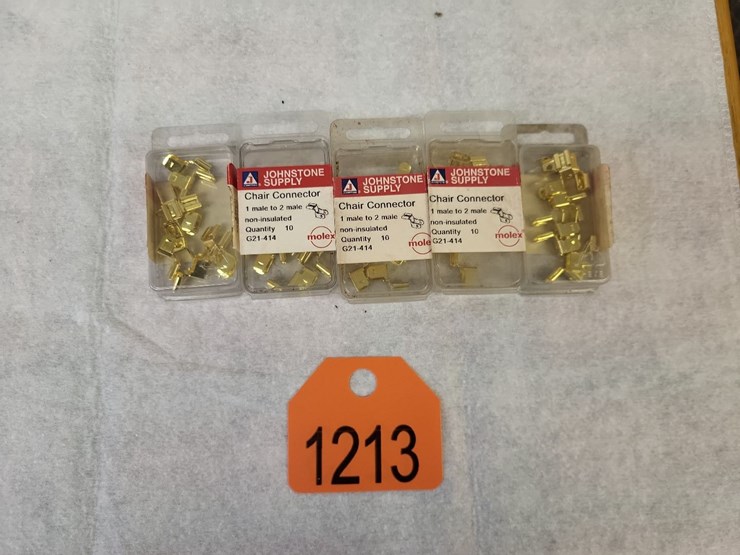 JOHNSTONE
SUPPLY
Chair Connector
1 male to 2 male
non-insulated
Quantity 10
G21-414
molex
JOHNSTONE
SUPPLY
Chair Connector
1 male to 2 male
non-insulated
Quantity 10
G21-414
JOHNSTONE
SUPPLY
Chair Connector
1 male to 2 male
non-insulated
Quantity 10
G21-414
molex
1213